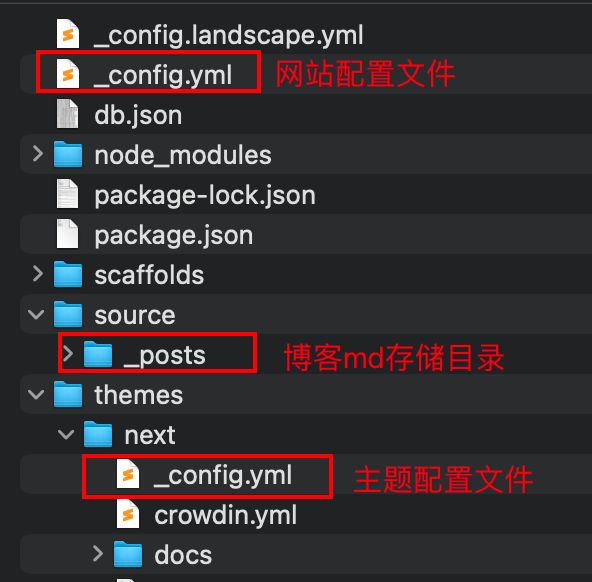 _config.landscape.yml
_config.yml 网站配置文件
db.json
node_modules
package-lock.json
package.json
scaffolds
source
_posts 博客md存储目录
themes
next
_config.yml 主题配置文件
crowdin.yml
docs